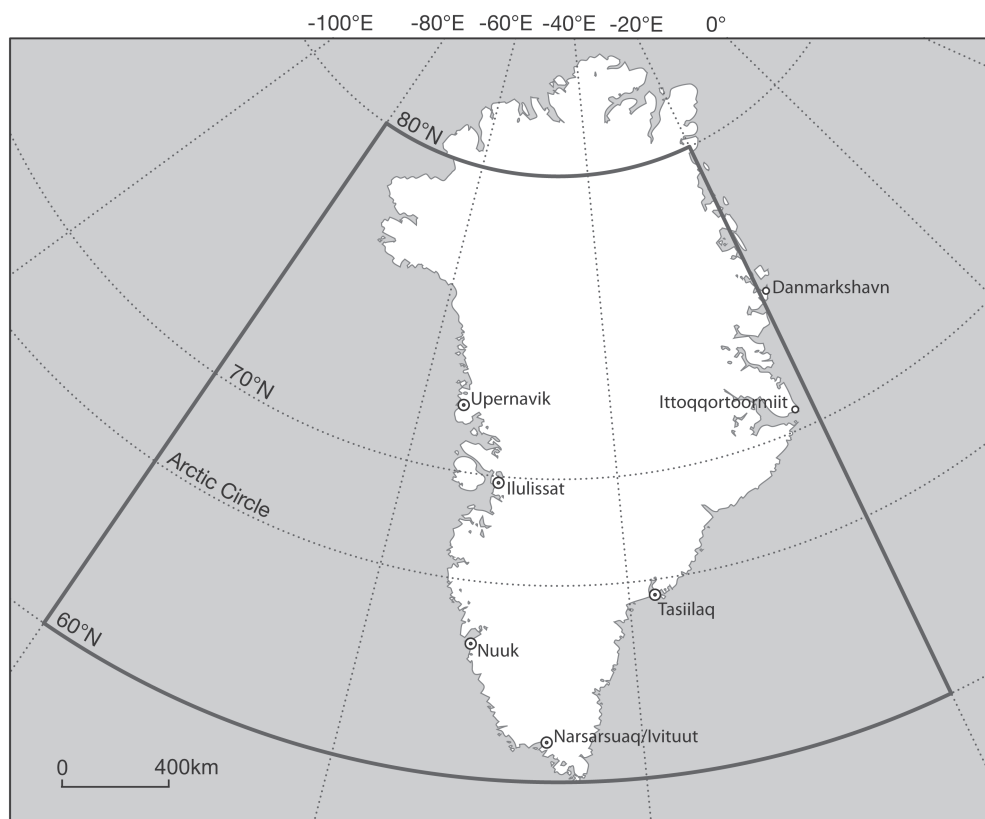 -100°E -80°E -60°E -40°E -20°E 0°
80°N
Danmarkshavn
70°N
Upernavik
Ittoqqortoormiit
Arctic Circle
Ilulissat
Tasiilaq
60°N
Nuuk
Narsarsuaq/Ivituut
0 400km